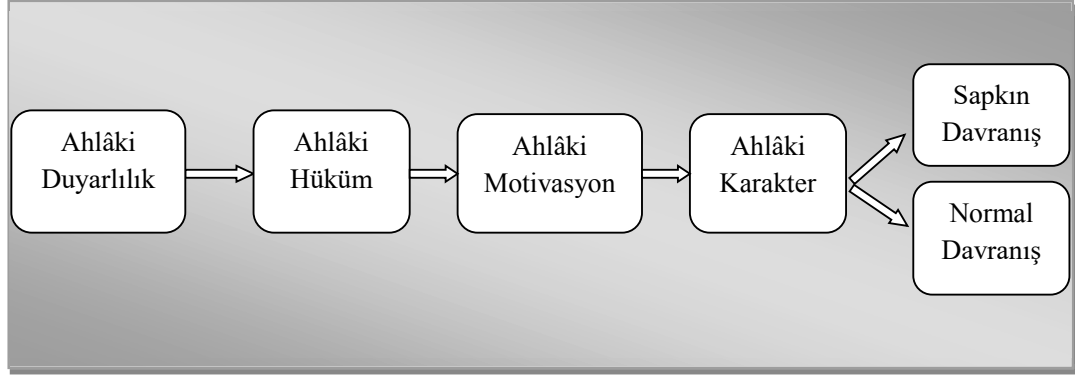 Ahlâki
Duyarlılık
Ahlâki
Hüküm
Ahlâki
Motivasyon
Ahlâki
Karakter
Sapkın
Davranış
Normal
Davranış